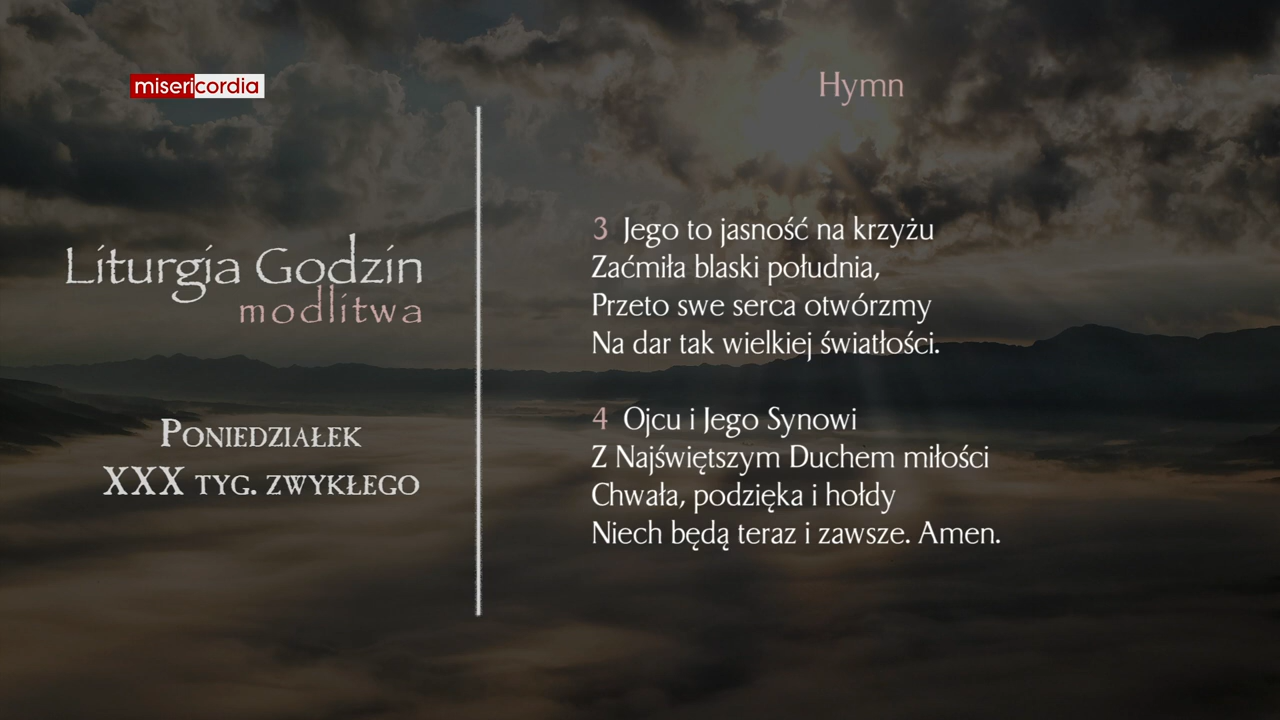 misericordia
Liturgia Godzin
modlitwa
Poniedziałek
XXX tyg. zwykłego
Hymn
3 Jego to jasność na krzyżu
Zaćmiła blaski południa,
Przeto swe serca otwórzmy
Na dar tak wielkiej światłości.
4 Ojcu i Jego Synowi
Z Najświętszym Duchem miłości
Chwała, podzięka i hołdy
Niech będą teraz i zawsze. Amen.